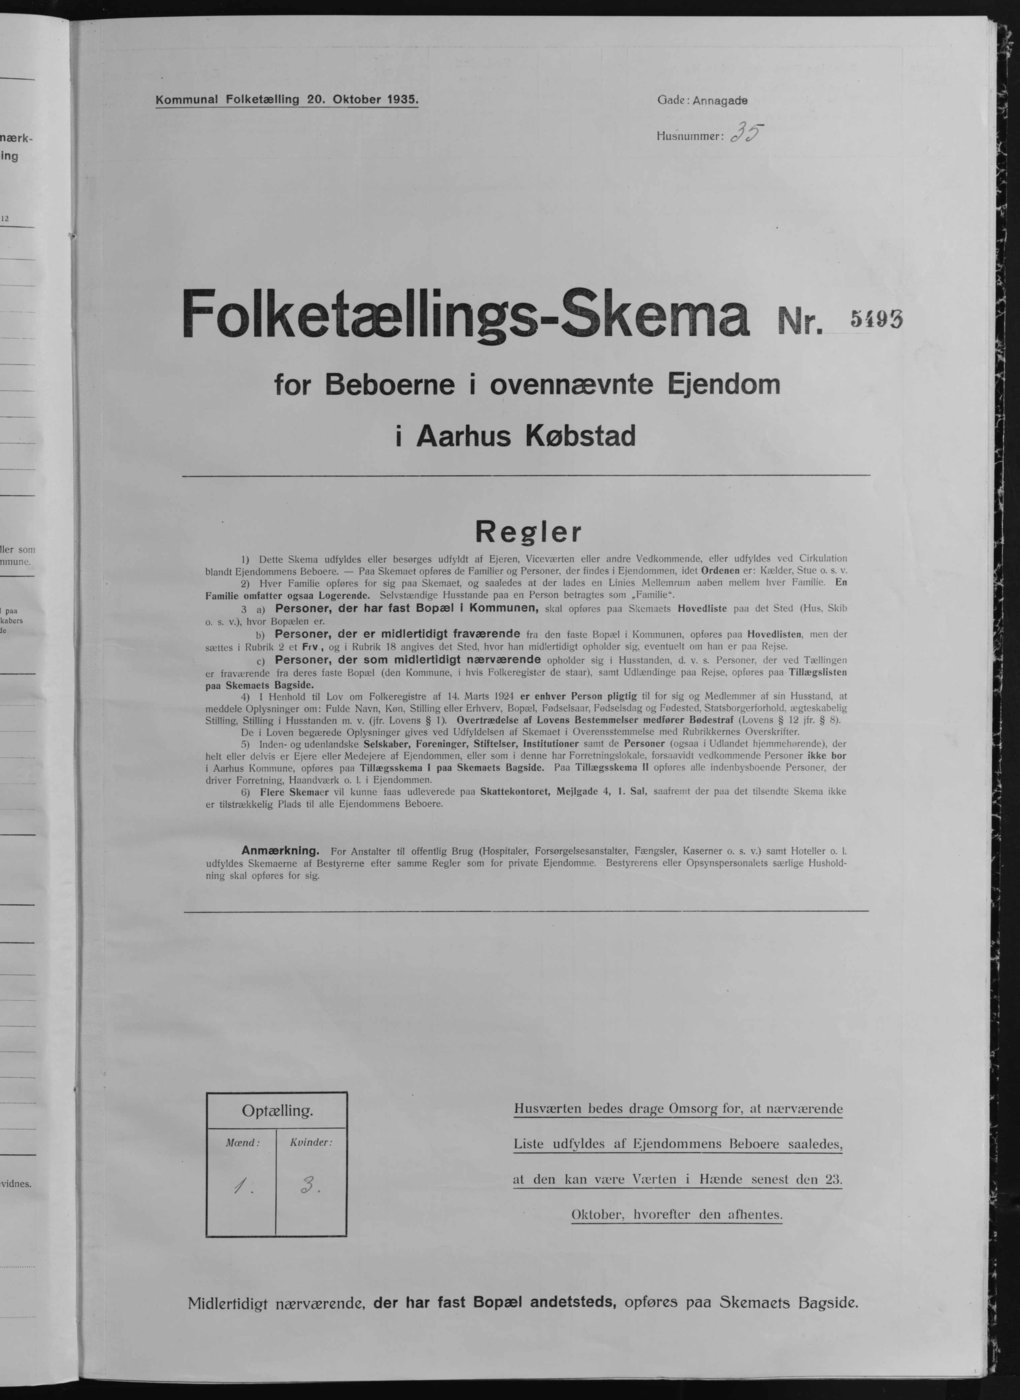 nærk-
ing
12
ller som
mmune.
l paa
kabers
de
vidnes.
Kommunal Folketælling 20. Oktober 1935.
Gade: Annagade
Husnummer: 35
Folketællings-Skema Nr. 5493
for Beboerne i ovennævnte Ejendom
i Aarhus Købstad
Regler
1) Dette Skema udfyldes eller besørges udfyldt af Ejeren, Viceværten eller andre Vedkommende, eller udfyldes ved Cirkulation
blandt Ejendommens Beboere. — Paa Skemaet opføres de Familier og Personer, der findes i Ejendommen, idet Ordenen er: Kælder, Stue o. s. v.
2) Hver Familie opføres for sig paa Skemaet, og saaledes at der lades en Linies Mellemrum aaben mellem hver Familie. En
Familie omfatter ogsaa Logerende. Selvstændige Husstande paa en Person betragtes som „Familie“.
3 a) Personer, der har fast Bopæl i Kommunen, skal opføres paa Skemaets Hovedliste paa det Sted (Hus, Skib
o. s. v.), hvor Bopælen er.
b) Personer, der er midlertidigt fraværende fra den faste Bopæl i Kommunen, opføres paa Hovedlisten, men der
sættes i Rubrik 2 et Frv, og i Rubrik 18 angives det Sted, hvor han midlertidigt opholder sig, eventuelt om han er paa Rejse.
c) Personer, der som midlertidigt nærværende opholder sig i Husstanden, d. v. s. Personer, der ved Tællingen
er fraværende fra deres faste Bopæl (den Kommune, i hvis Folkeregister de staar), samt Udlændinge paa Rejse, opføres paa Tillægslisten
paa Skemaets Bagside.
4) I Henhold til Lov om Folkeregistre af 14. Marts 1924 er enhver Person pligtig til for sig og Medlemmer af sin Husstand, at
meddele Oplysninger om: Fulde Navn, Køn, Stilling eller Erhverv, Bopæl, Fødselsaar, Fødselsdag og Fødested, Statsborgerforhold, ægteskabelig
Stilling, Stilling i Husstanden m. v. (jfr. Lovens § 1). Overtrædelse af Lovens Bestemmelser medfører Bødestraf (Lovens § 12 jfr. § 8).
De i Loven begærede Oplysninger gives ved Udfyldelsen af Skemaet i Overensstemmelse med Rubrikkernes Overskrifter.
5) Inden- og udenlandske Selskaber, Foreninger, Stiftelser, Institutioner samt de Personer (ogsaa i Udlandet hjemmehørende), der
helt eller delvis er Ejere eller Medejere af Ejendommen, eller som i denne har Forretningslokale, forsaavidt vedkommende Personer ikke bor
i Aarhus Kommune, opføres paa Tillægsskema I paa Skemaets Bagside. Paa Tillægsskema II opføres alle indenbysboende Personer, der
driver Forretning, Haandværk o. l. i Ejendommen.
6) Flere Skemaer vil kunne faas udleverede paa Skattekontoret, Mejlgade 4, 1. Sal, saafremt der paa det tilsendte Skema ikke
er tilstrækkelig Plads til alle Ejendommens Beboere.
Anmærkning. For Anstalter til offentlig Brug (Hospitaler, Forsørgelsesanstalter, Fængsler, Kaserner o. s. v.) samt Hoteller o. l.
udfyldes Skemaerne af Bestyrerne efter samme Regler som for private Ejendomme. Bestyrerens eller Opsynspersonalets særlige Hushold-
ning skal opføres for sig.
Optælling.
Mænd: Kvinder:
1. 3.
Husværten bedes drage Omsorg for, at nærværende
Liste udfyldes af Ejendommens Beboere saaledes,
at den kan være Værten i Hænde senest den 23.
Oktober, hvorefter den afhentes.
Midlertidigt nærværende, der har fast Bopæl andetsteds, opføres paa Skemaets Bagside.